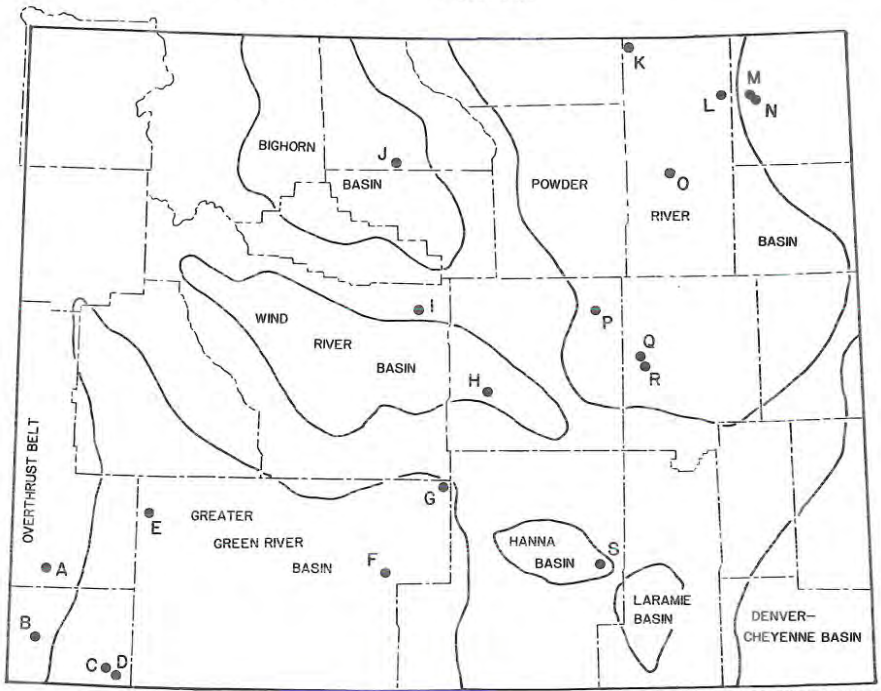 K
M
L
N
BIGHORN
J
BASIN
POWDER
O
RIVER
BASIN
I
WIND
RIVER
BASIN
P
Q
R
H
OVERTHRUST BELT
G
E
GREATER
GREEN RIVER
BASIN
F
HANNA
BASIN
S
A
LARAMIE
BASIN
DENVER–
CHEYENNE BASIN
B
C
D